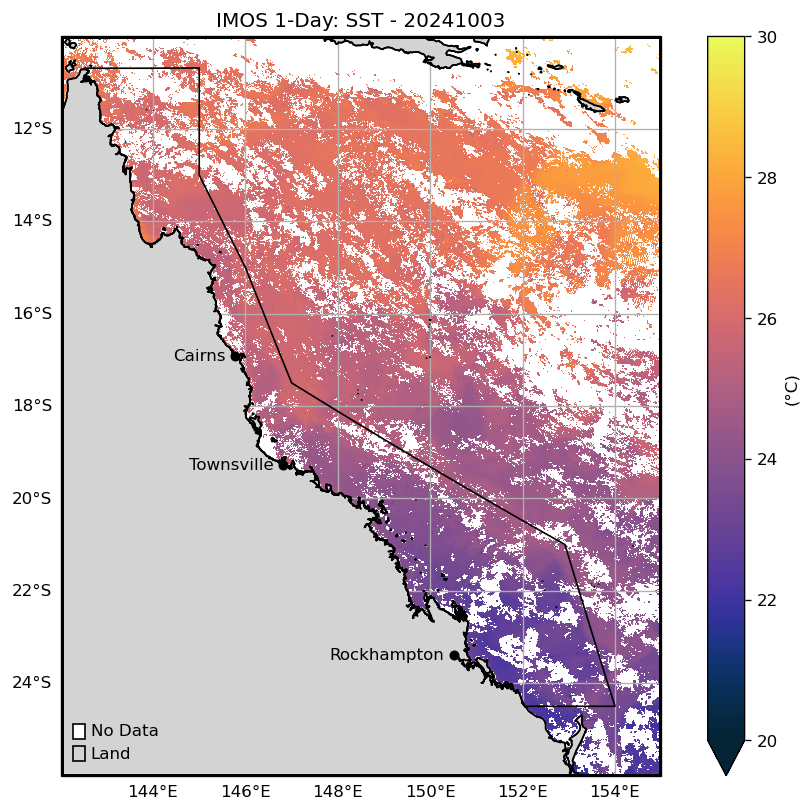 IMOS 1-Day: SST - 20241003
12°S
14°S
16°S
18°S
20°S
22°S
24°S
Cairns
Townsville
Rockhampton
No Data
Land
144°E 146°E 148°E 150°E 152°E 154°E
30
28
26
24
22
20
(°C)